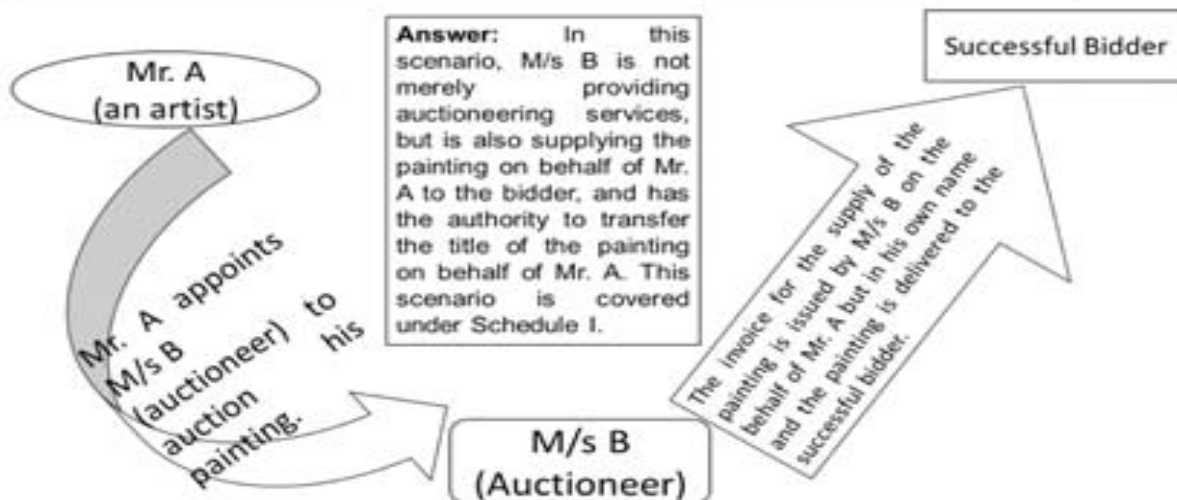 Mr. A
(an artist)
Answer: In this
scenario, M/s B is not
merely providing
auctioneering services,
but is also supplying the
painting on behalf of Mr.
A to the bidder, and has
the authority to transfer
the title of the painting
on behalf of Mr. A. This
scenario is covered
under Schedule I.
Successful Bidder
Mr. A appoints
M/s B
(auctioneer) to
auction his
painting.
M/s B
(Auctioneer)
The invoice for the supply of the
painting is issued by M/s B on the
behalf of Mr. A but in his own name
and the painting is delivered to the
successful bidder.